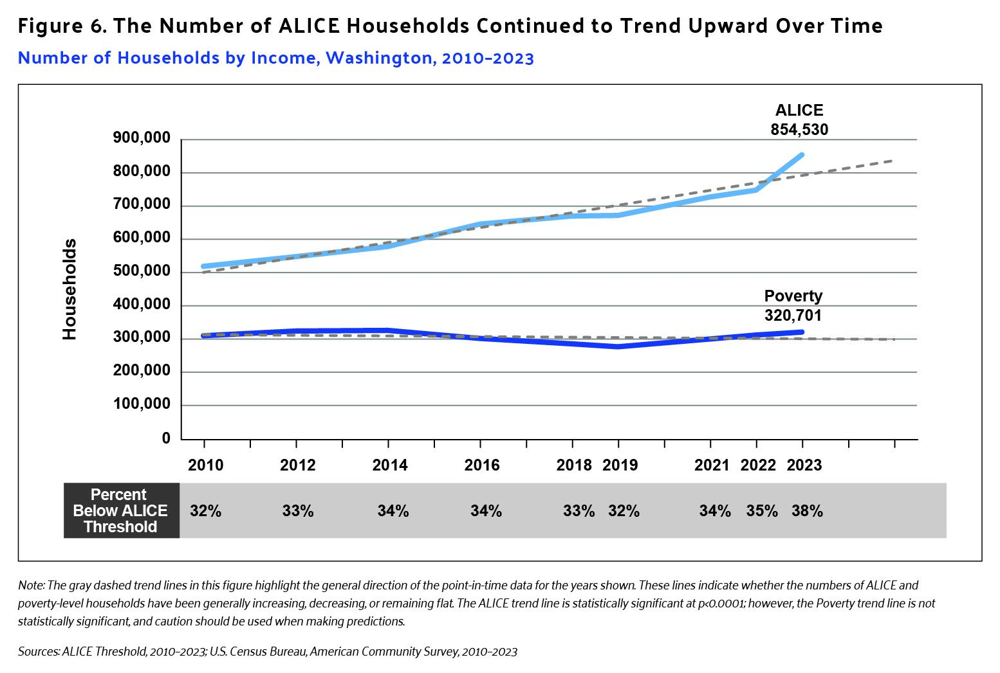 Figure 6. The Number of ALICE Households Continued to Trend Upward Over Time
Number of Households by Income, Washington, 2010–2023
ALICE
854,530
900,000
800,000
700,000
600,000
500,000
400,000
300,000
200,000
100,000
0
Households
Poverty
320,701
2010 2012 2014 2016 2018 2019 2021 2022 2023
Percent
Below ALICE
Threshold
32% 33% 34% 34% 33% 32% 34% 35% 38%
Note: The gray dashed trend lines in this figure highlight the general direction of the point-in-time data for the years shown. These lines indicate whether the numbers of ALICE and
poverty-level households have been generally increasing, decreasing, or remaining flat. The ALICE trend line is statistically significant at p<0.0001; however, the Poverty trend line is not
statistically significant, and caution should be used when making predictions.
Sources: ALICE Threshold, 2010–2023; U.S. Census Bureau, American Community Survey, 2010–2023